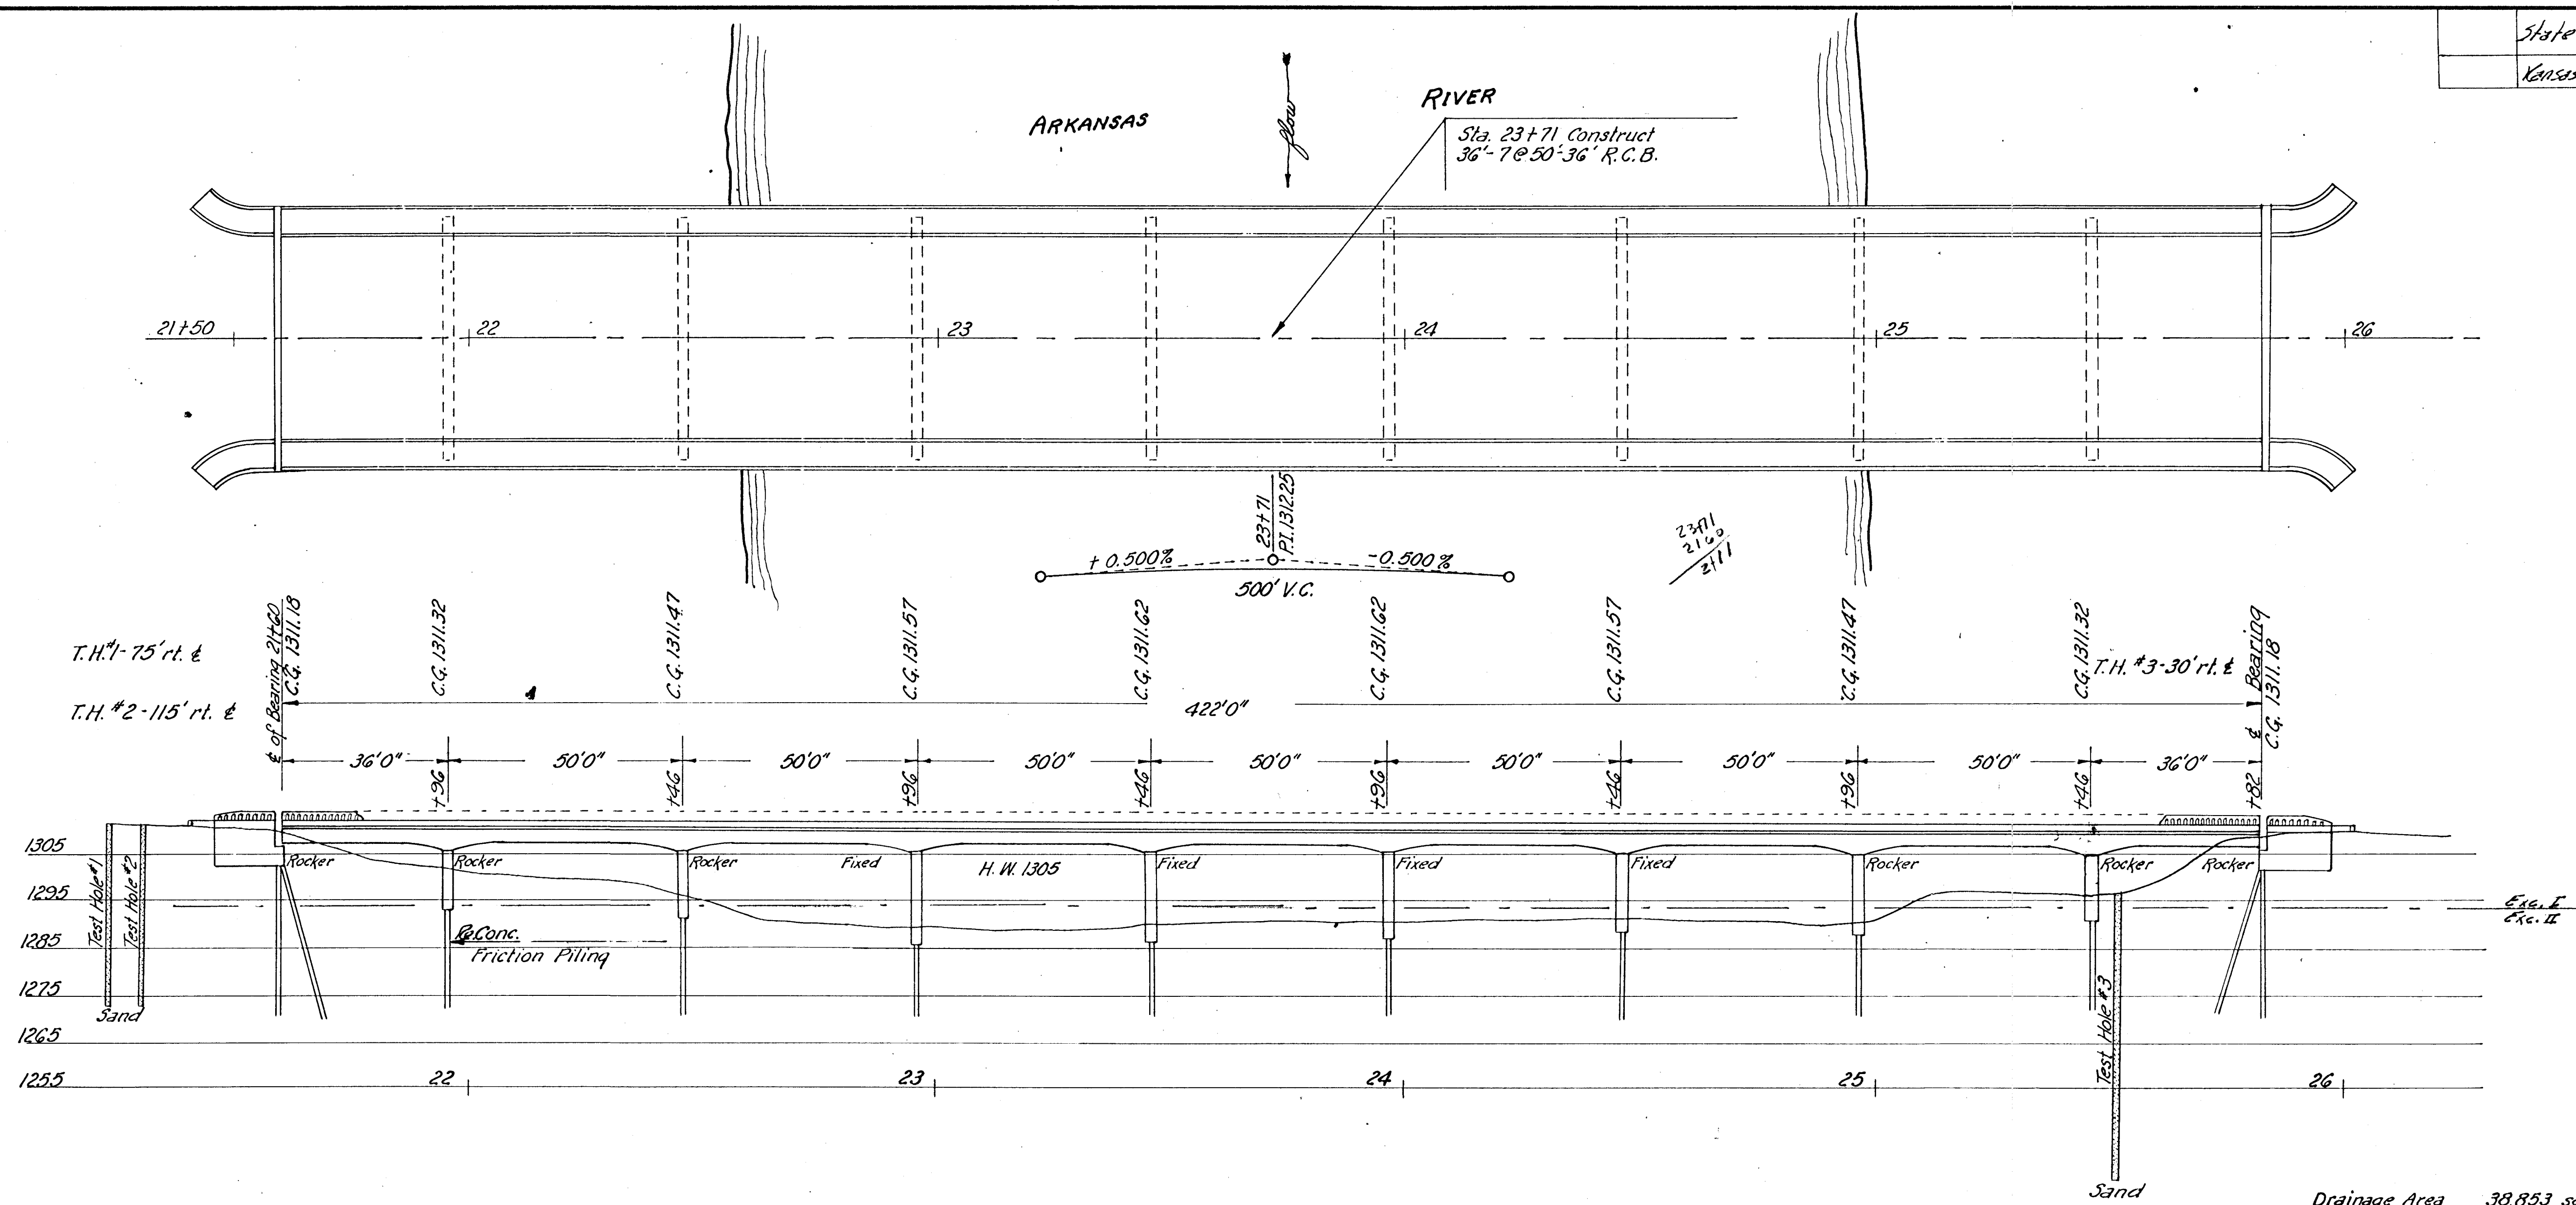 State
Kansas
ARKANSAS
flow
RIVER
Sta. 23+71 Construct
36'-7@50'-36' R.C.B.
21+50
22
23
24
25
26
23+71
P.I. 1312.25
+0.500%
-0.500%
500' V.C.
23+71
2160
2+11
T.H.#1-75' rt. ℄
T.H. #2-115' rt. ℄
℄ of Bearing 21+60
C.G. 1311.18
C.G. 1311.32
C.G. 1311.47
C.G. 1311.57
C.G. 1311.62
C.G. 1311.62
C.G. 1311.57
C.G. 1311.47
C.G. 1311.32
T.H. #3-30' rt. ℄
℄ Bearing
C.G. 1311.18
422'0"
36'0"
50'0"
50'0"
50'0"
50'0"
50'0"
50'0"
50'0"
36'0"
+96
+46
+96
+46
+96
+46
+96
+46
+82
1305
Rocker
Rocker
Rocker
Fixed
H.W. 1305
Fixed
Fixed
Fixed
Rocker
Rocker
Rocker
Test Hole #1
Test Hole #2
1295
Exc. I
Exc. II
Re.Conc.
1285
Friction Piling
1275
Sand
Test Hole #3
1265
1255
22
23
24
25
26
Sand
Drainage Area 38,853